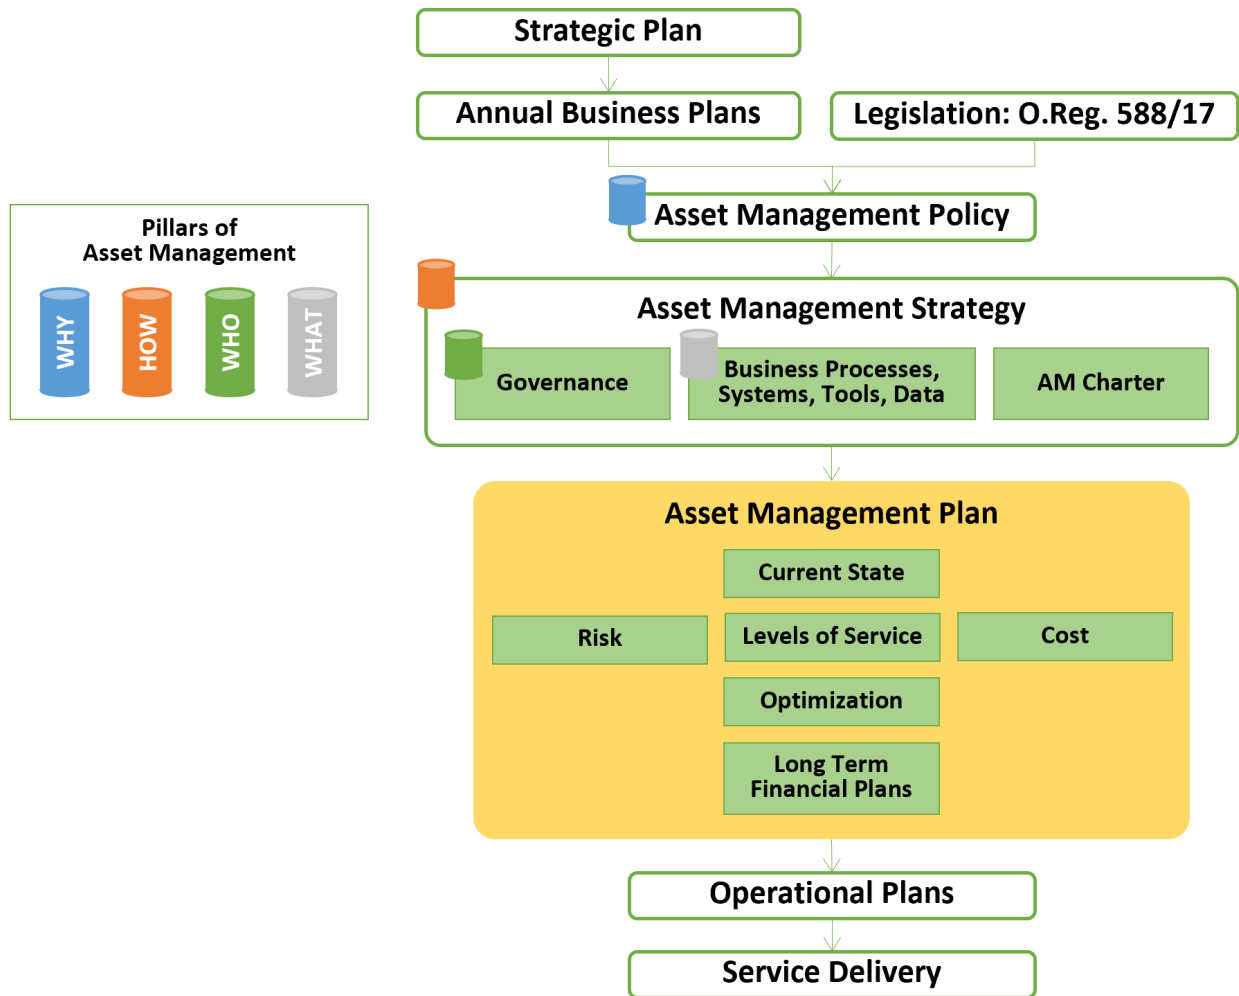 Strategic Plan
Annual Business Plans
Legislation: O.Reg. 588/17
Asset Management Policy
Pillars of
Asset Management
WHY
HOW
WHO
WHAT
Asset Management Strategy
Governance
Business Processes,
Systems, Tools, Data
AM Charter
Asset Management Plan
Current State
Risk
Levels of Service
Cost
Optimization
Long Term
Financial Plans
Operational Plans
Service Delivery